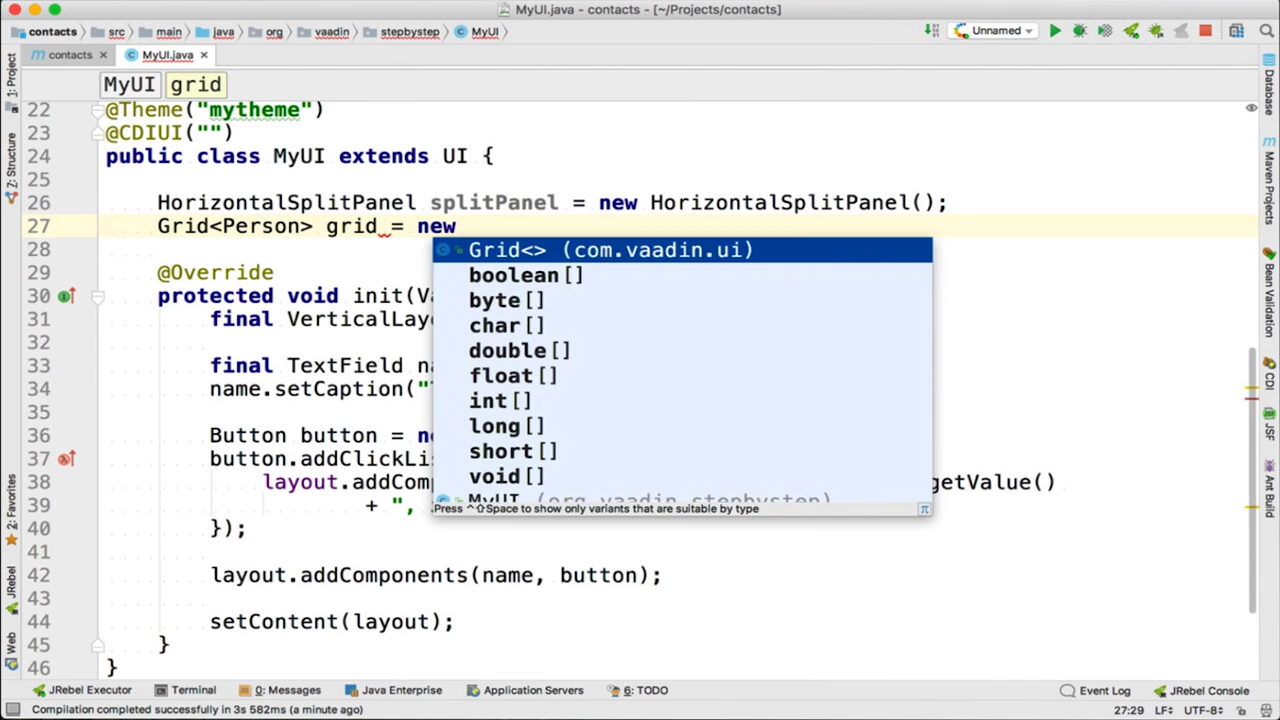 MyUI.java - contacts - [~/Projects/contacts]
contacts src main java org vaadin stepbystep MyUI Unnamed
contacts MyUI.java
MyUI grid
22 @Theme("mytheme")
23 @CDIUI("")
24 public class MyUI extends UI {
25
26 HorizontalSplitPanel splitPanel = new HorizontalSplitPanel();
27 Grid<Person> grid = new
28 Grid<> (com.vaadin.ui)
29 @Override boolean[]
30 protected void init(Va byte[]
31 final VerticalLay char[]
32 double[]
33 final TextField na
34 name.setCaption(" float[]
35 int[]
36 Button button = ne long[]
37 button.addClickLi short[]
38 layout.addComp void[] getValue()
39 + ", MyUI (org.vaadin.stepbystep)
Press ^⇧Space to show only variants that are suitable by type π
40 });
41
42 layout.addComponents(name, button);
43
44 setContent(layout);
45 }
46 }
1: Project
Z: Structure
2: Favorites
JRebel
Web
Database
Maven Projects
Bean Validation
CDI
JSF
Ant Build
JRebel Executor Terminal 0: Messages Java Enterprise Application Servers 6: TODO Event Log JRebel Console
Compilation completed successfully in 3s 582ms (a minute ago) 27:29 LF÷ UTF-8÷